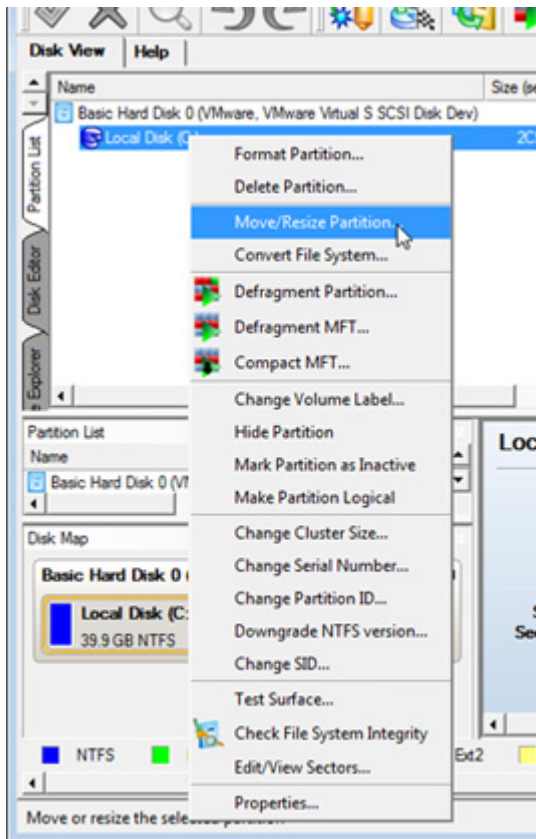 Disk View
Help
Name
Size (se
Basic Hard Disk 0 (VMware, VMware Virtual S SCSI Disk Dev)
Local Disk (C:
Partition List
Disk Editor
e Explorer
Format Partition...
Delete Partition...
Move/Resize Partition...
Convert File System...
Defragment Partition...
Defragment MFT...
Compact MFT...
Change Volume Label...
Hide Partition
Mark Partition as Inactive
Make Partition Logical
Change Cluster Size...
Change Serial Number...
Change Partition ID...
Downgrade NTFS version...
Change SID...
Test Surface...
Check File System Integrity
Edit/View Sectors...
Properties...
Partition List
Name
Basic Hard Disk 0 (VM
Loc
Disk Map
Basic Hard Disk 0 (
Local Disk (C:
39.9 GB NTFS
Sec
NTFS
Ext2
Move or resize the selected partition